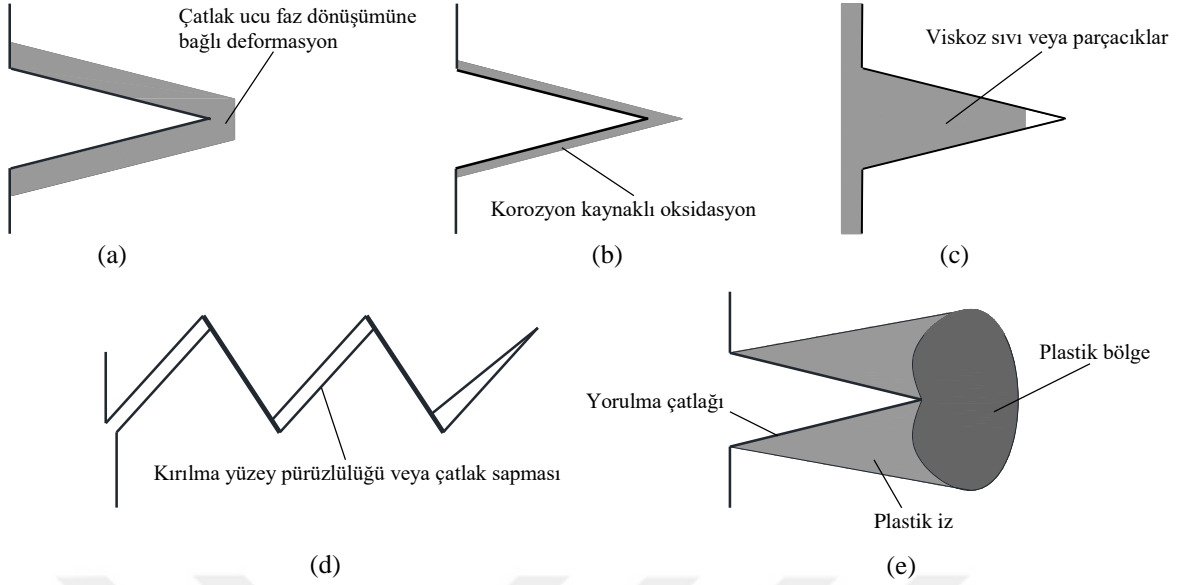 Çatlak ucu faz dönüşümüne
bağlı deformasyon
Viskoz sıvı veya parçacıklar
Korozyon kaynaklı oksidasyon
(a)
(b)
(c)
Plastik bölge
Yorulma çatlağı
Kırılma yüzey pürüzlülüğü veya çatlak sapması
Plastik iz
(d)
(e)